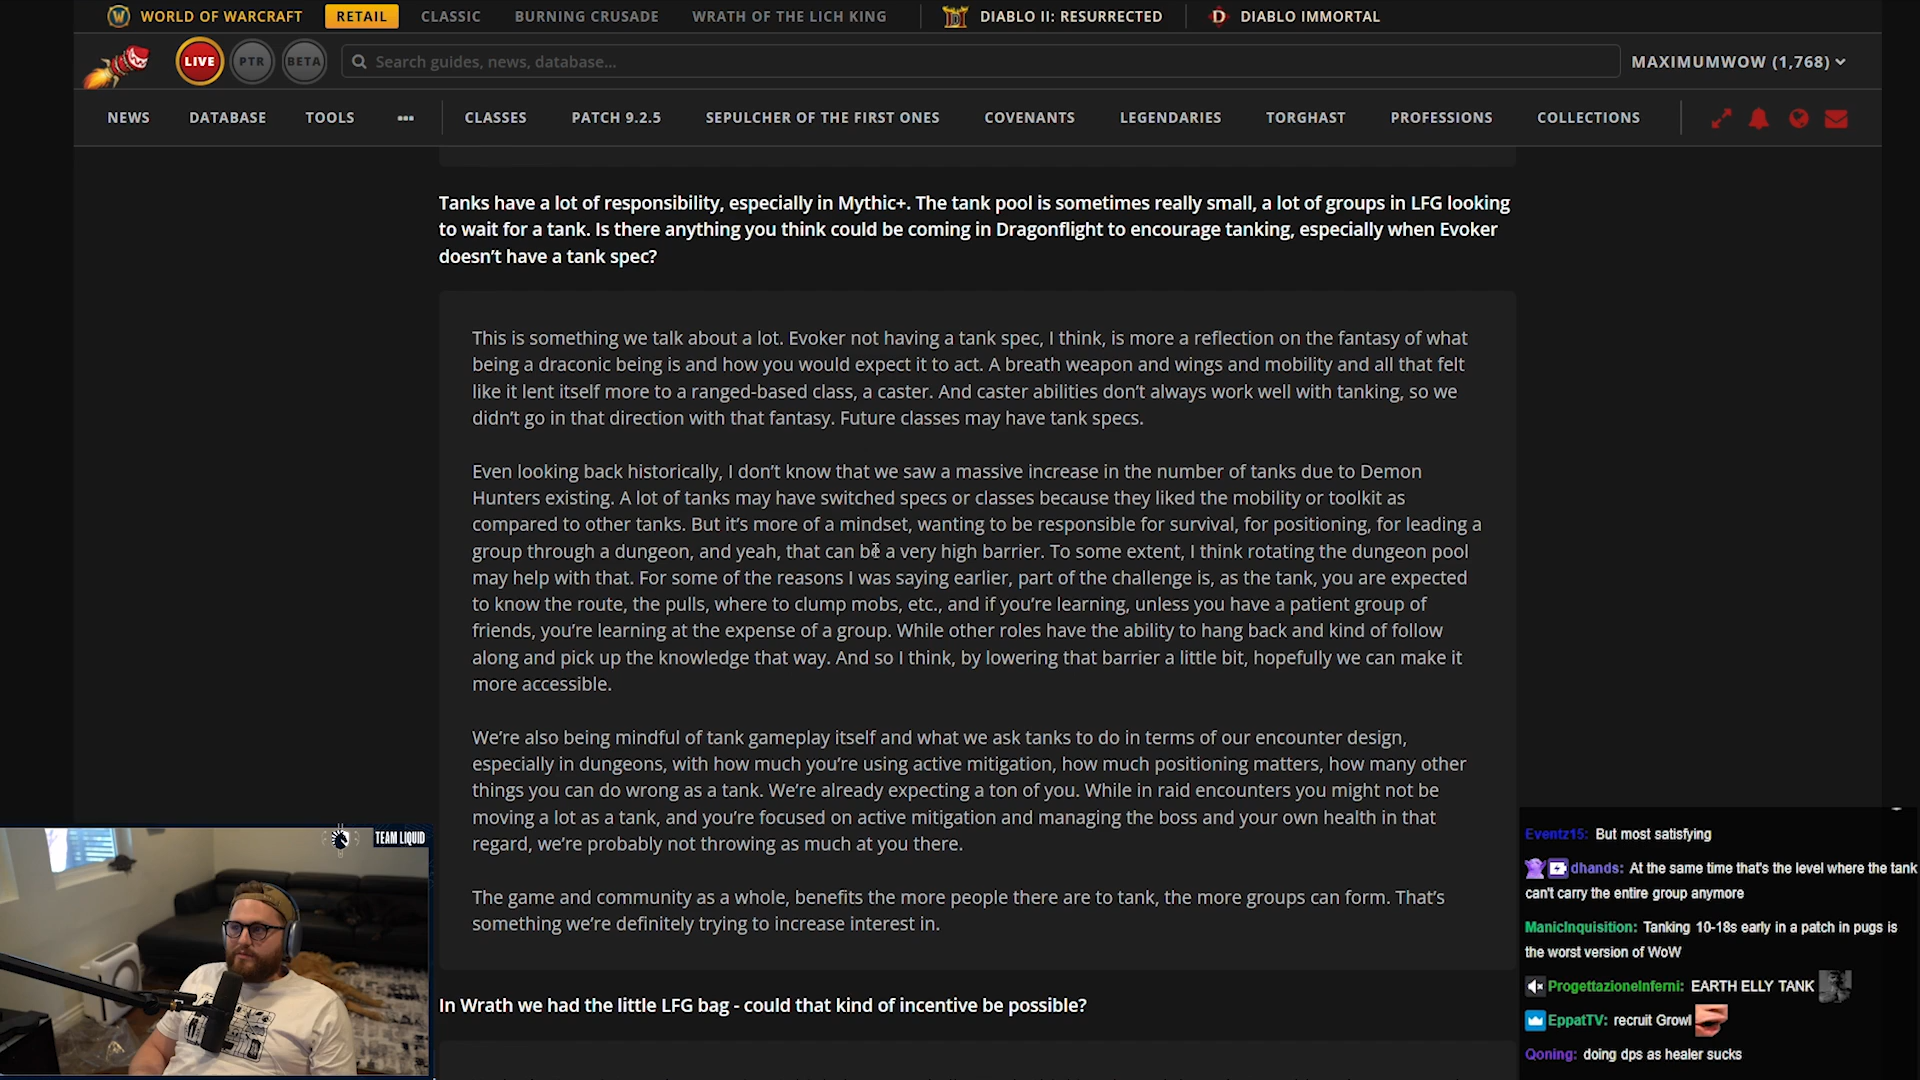 WORLD OF WARCRAFT RETAIL CLASSIC BURNING CRUSADE WRATH OF THE LICH KING DIABLO II: RESURRECTED DIABLO IMMORTAL
LIVE PTR BETA Search guides, news, database... MAXIMUMWOW (1,768)
NEWS DATABASE TOOLS ••• CLASSES PATCH 9.2.5 SEPULCHER OF THE FIRST ONES COVENANTS LEGENDARIES TORGHAST PROFESSIONS COLLECTIONS
Tanks have a lot of responsibility, especially in Mythic+. The tank pool is sometimes really small, a lot of groups in LFG looking
to wait for a tank. Is there anything you think could be coming in Dragonflight to encourage tanking, especially when Evoker
doesn’t have a tank spec?
This is something we talk about a lot. Evoker not having a tank spec, I think, is more a reflection on the fantasy of what
being a draconic being is and how you would expect it to act. A breath weapon and wings and mobility and all that felt
like it lent itself more to a ranged-based class, a caster. And caster abilities don’t always work well with tanking, so we
didn’t go in that direction with that fantasy. Future classes may have tank specs.
Even looking back historically, I don’t know that we saw a massive increase in the number of tanks due to Demon
Hunters existing. A lot of tanks may have switched specs or classes because they liked the mobility or toolkit as
compared to other tanks. But it’s more of a mindset, wanting to be responsible for survival, for positioning, for leading a
group through a dungeon, and yeah, that can be a very high barrier. To some extent, I think rotating the dungeon pool
may help with that. For some of the reasons I was saying earlier, part of the challenge is, as the tank, you are expected
to know the route, the pulls, where to clump mobs, etc., and if you’re learning, unless you have a patient group of
friends, you’re learning at the expense of a group. While other roles have the ability to hang back and kind of follow
along and pick up the knowledge that way. And so I think, by lowering that barrier a little bit, hopefully we can make it
more accessible.
We’re also being mindful of tank gameplay itself and what we ask tanks to do in terms of our encounter design,
especially in dungeons, with how much you’re using active mitigation, how much positioning matters, how many other
things you can do wrong as a tank. We’re already expecting a ton of you. While in raid encounters you might not be
moving a lot as a tank, and you’re focused on active mitigation and managing the boss and your own health in that
regard, we’re probably not throwing as much at you there.
The game and community as a whole, benefits the more people there are to tank, the more groups can form. That’s
something we’re definitely trying to increase interest in.
In Wrath we had the little LFG bag - could that kind of incentive be possible?
TEAM LIQUID
Eventz15: But most satisfying
dhands: At the same time that's the level where the tank
can't carry the entire group anymore
ManicInquisition: Tanking 10-18s early in a patch in pugs is
the worst version of WoW
ProgettazioneInferni: EARTH ELLY TANK
EppatTV: recruit Growl
Qoning: doing dps as healer sucks